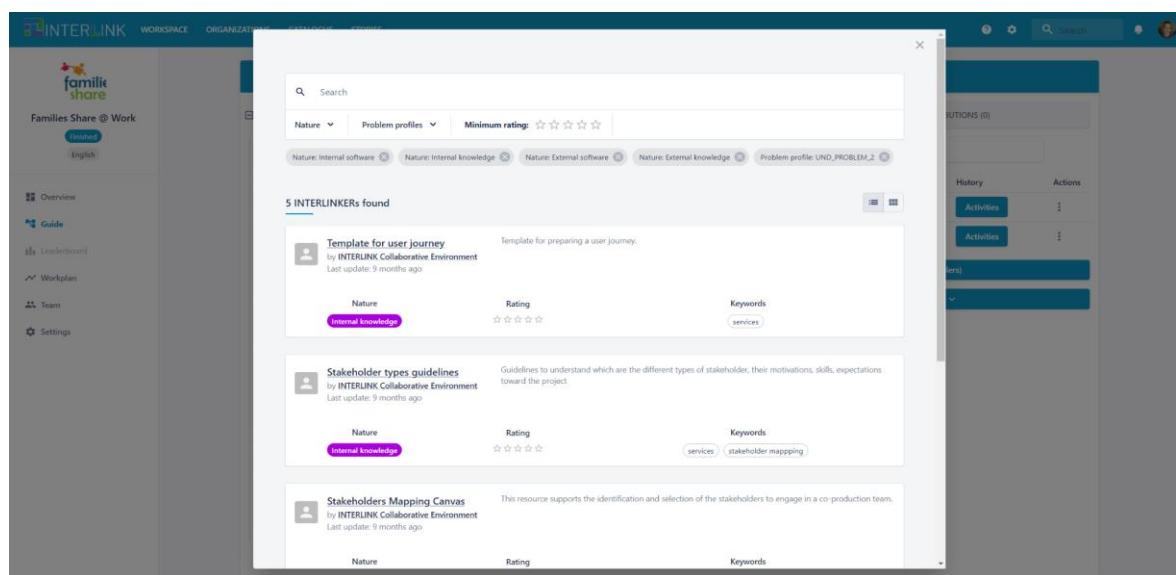 INTERLINK WORKSPACE ORGANIZATIONS CATALOGUE STORIES Search
familie
share
Families Share @ Work
Finished
English
Overview
Guide
Leaderboard
Workplan
Team
Settings
Search
Nature Problem profiles Minimum rating:
Nature: Internal software Nature: Internal knowledge Nature: External software Nature: External knowledge Problem profile: UND_PROBLEM_2
5 INTERLINKERs found
Template for user journey Template for preparing a user journey.
by INTERLINK Collaborative Environment
Last update: 9 months ago
Nature Rating Keywords
Internal knowledge services
Stakeholder types guidelines Guidelines to understand which are the different types of stakeholder, their motivations, skills, expectations
by INTERLINK Collaborative Environment toward the project
Last update: 9 months ago
Nature Rating Keywords
Internal knowledge services stakeholder mappping
Stakeholders Mapping Canvas This resource supports the identification and selection of the stakeholders to engage in a co-production team.
by INTERLINK Collaborative Environment
Last update: 9 months ago
Nature Rating Keywords
UTIONS (0)
History Actions
Activities
Activities
lers)